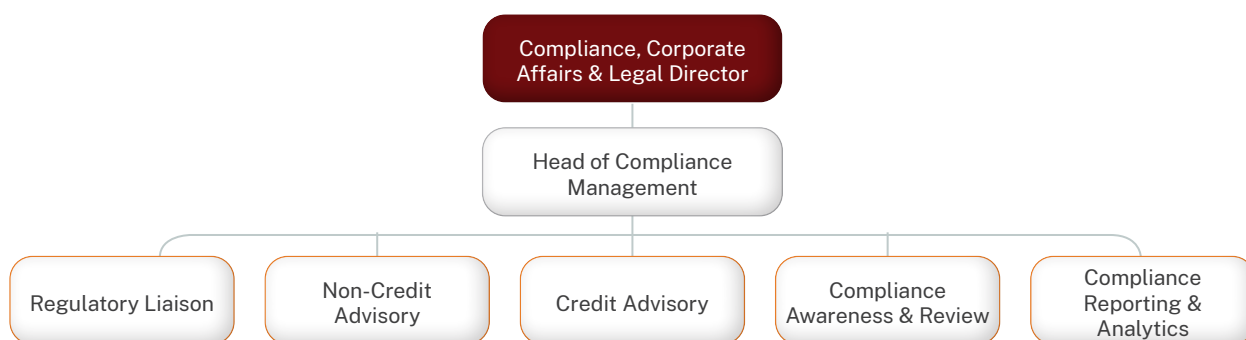 Compliance, Corporate
Affairs & Legal Director
Head of Compliance
Management
Regulatory Liaison
Non-Credit
Advisory
Credit Advisory
Compliance
Awareness & Review
Compliance
Reporting &
Analytics